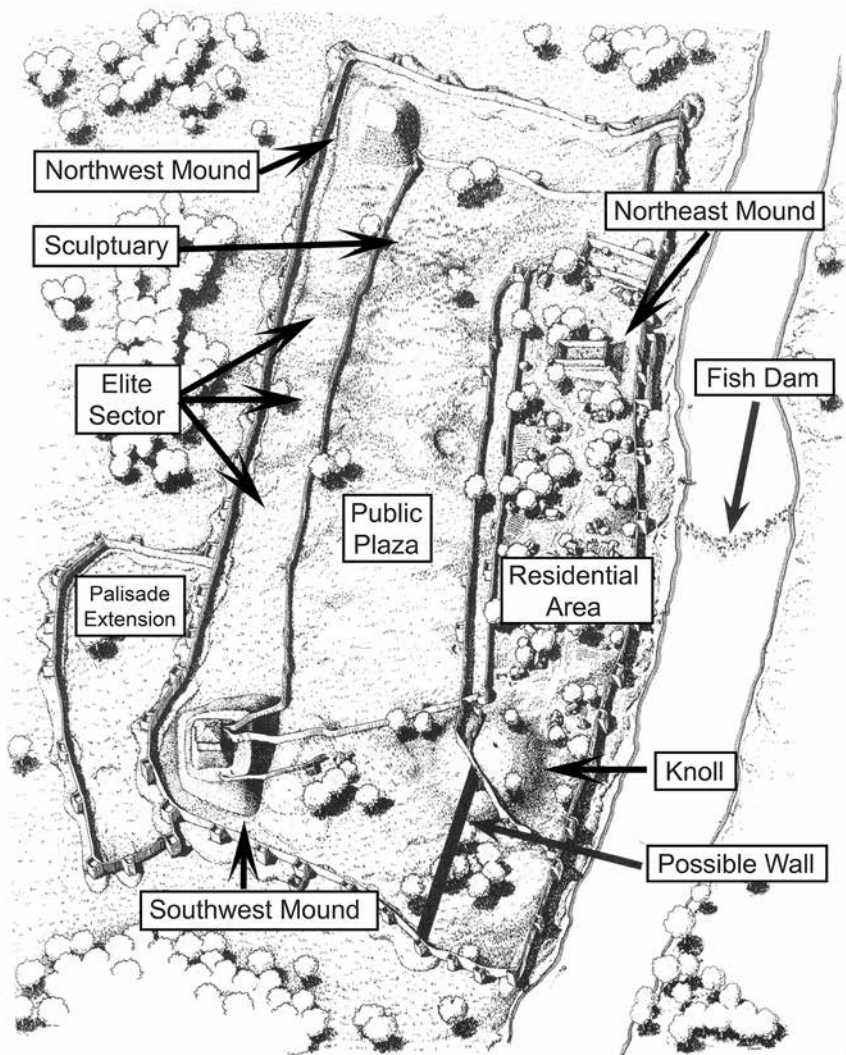 Northwest Mound
Northeast Mound
Sculptuary
Elite
Sector
Fish Dam
Public
Plaza
Residential
Area
Palisade
Extension
Knoll
Possible Wall
Southwest Mound